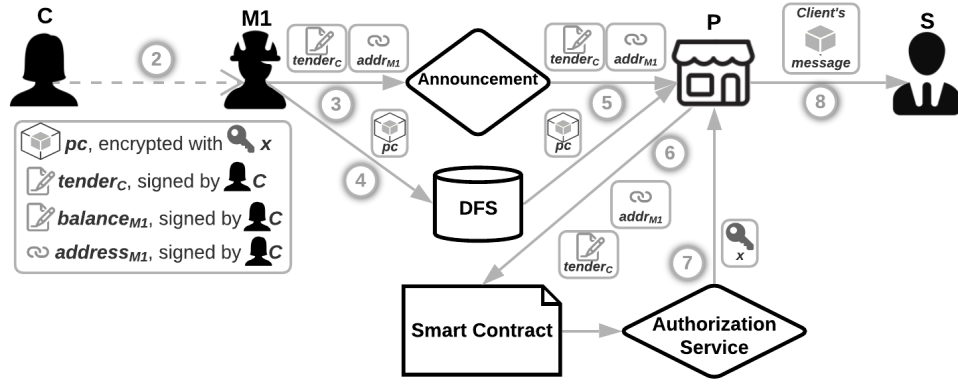 C
M1
P
S
2
tender_C
addr_M1
3
Announcement
tender_C
addr_M1
5
Client's
message
8
pc, encrypted with x
tender_C, signed by C
balance_M1, signed by C
address_M1, signed by C
4
pc
pc
DFS
6
addr_M1
tender_C
7
x
Smart Contract
Authorization
Service